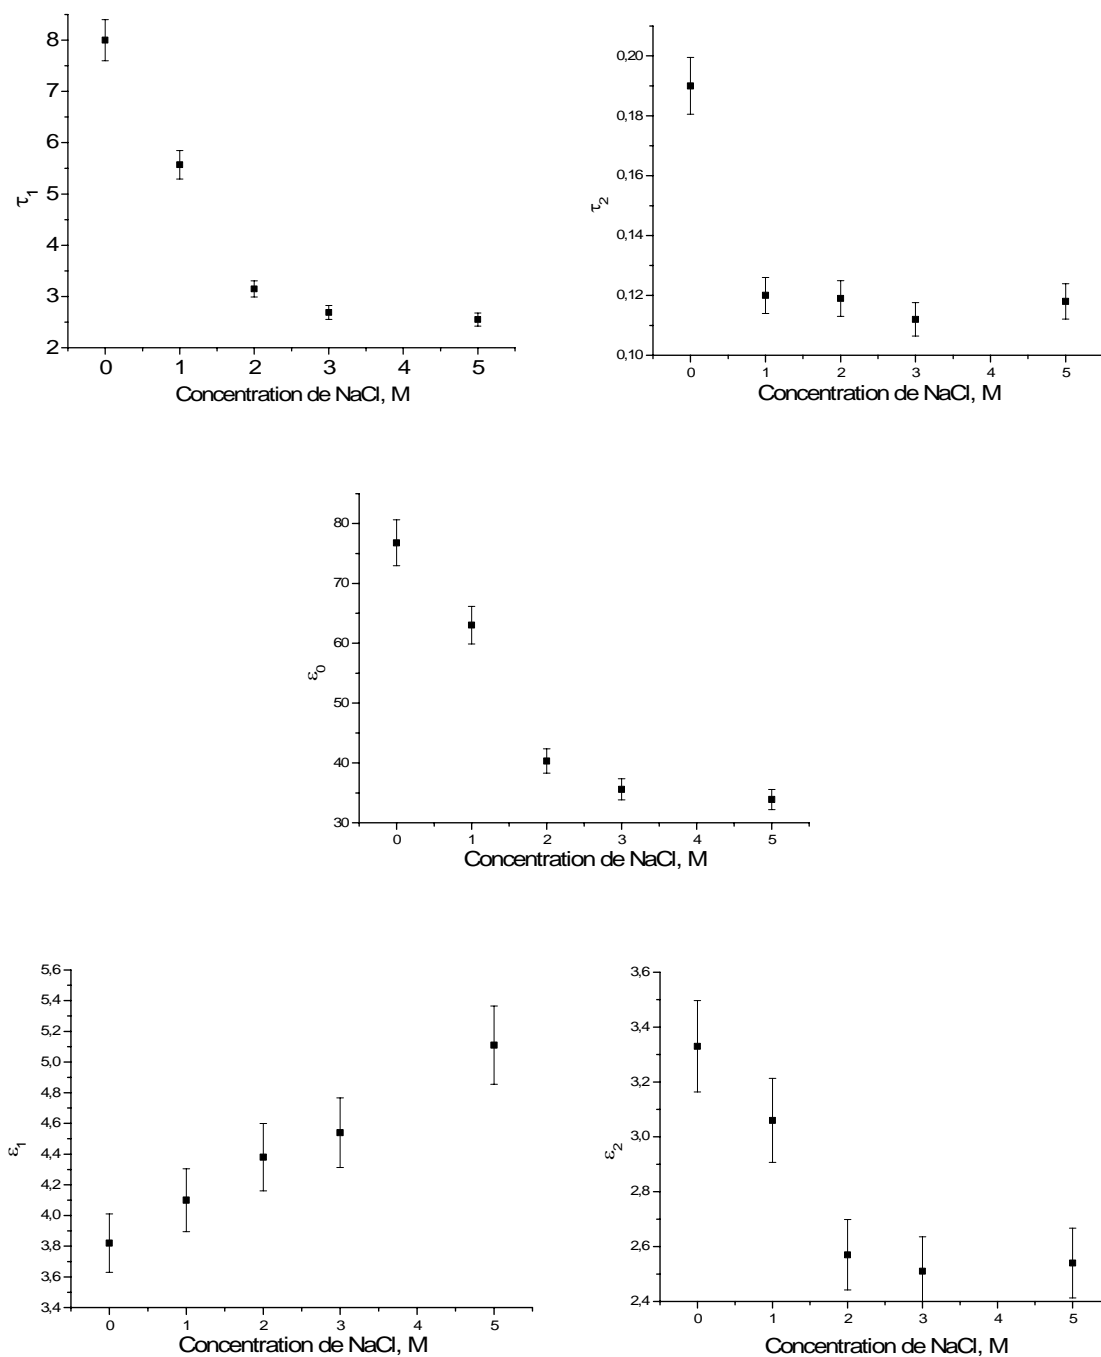 8
7
6
5
4
3
2
τ1
0 1 2 3 4 5
Concentration de NaCl, M
0,20
0,18
0,16
0,14
0,12
0,10
τ2
0 1 2 3 4 5
Concentration de NaCl, M
80
70
60
50
40
30
ε0
0 1 2 3 4 5
Concentration de NaCl, M
5,6
5,4
5,2
5,0
4,8
4,6
4,4
4,2
4,0
3,8
3,6
3,4
ε1
0 1 2 3 4 5
Concentration de NaCl, M
3,6
3,4
3,2
3,0
2,8
2,6
2,4
ε2
0 1 2 3 4 5
Concentration de NaCl, M